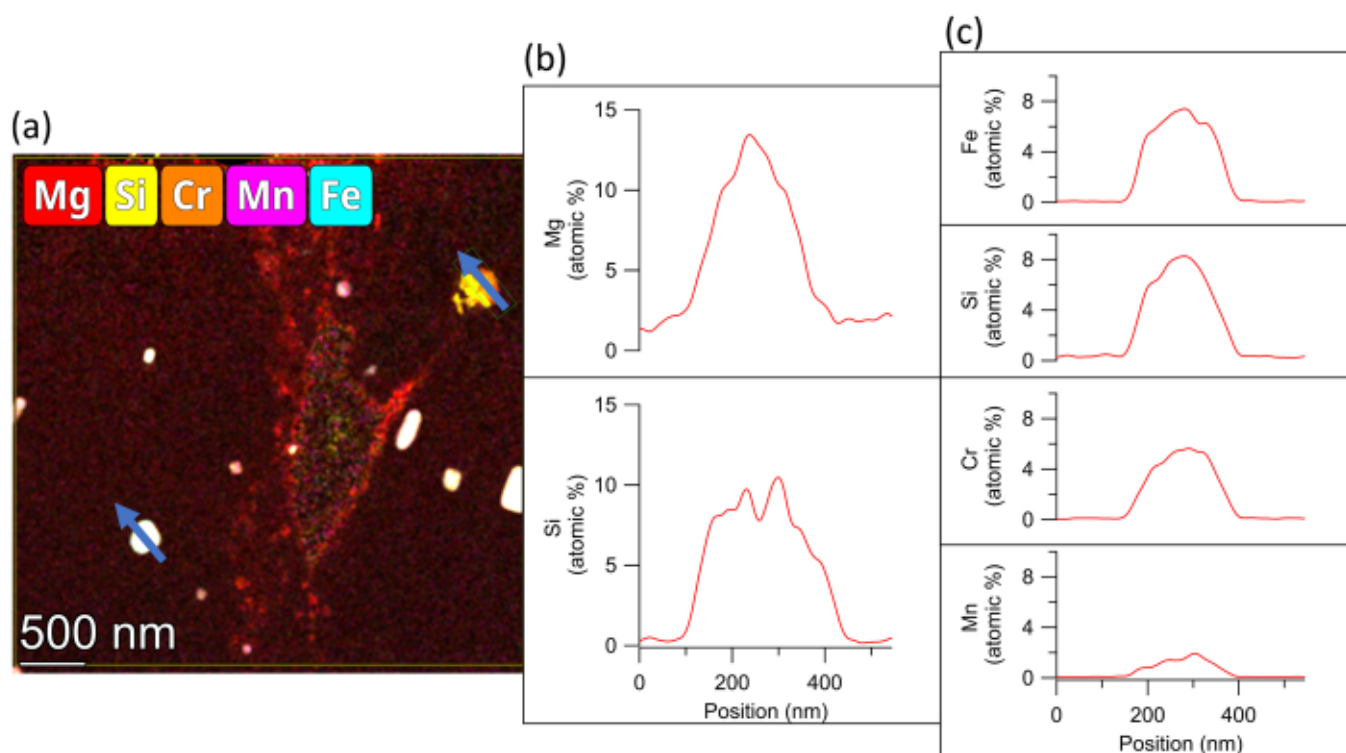 (a)
Mg Si Cr Mn Fe
500 nm
(b)
Mg
(atomic %)
15
10
5
0
Si
(atomic %)
15
10
5
0
0 200 400
Position (nm)
(c)
Fe
(atomic %)
8
4
0
Si
(atomic %)
8
4
0
Cr
(atomic %)
8
4
0
Mn
(atomic %)
8
4
0
0 200 400
Position (nm)